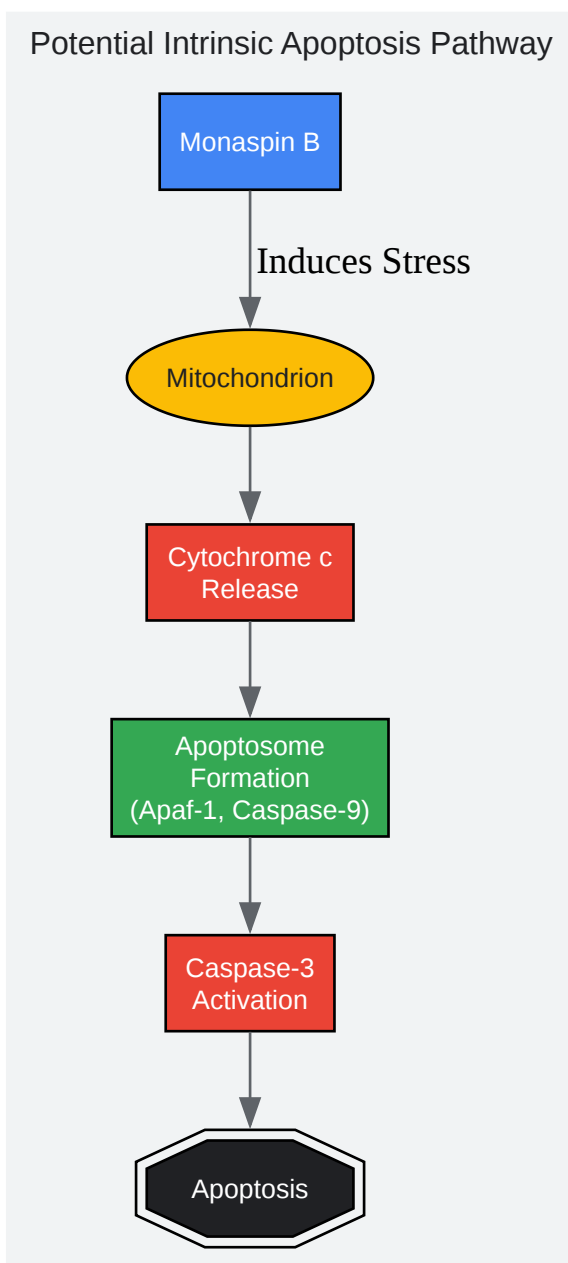 Potential Intrinsic Apoptosis Pathway
Monaspin B
Induces Stress
Mitochondrion
Cytochrome c
Release
Apoptosome
Formation
(Apaf-1, Caspase-9)
Caspase-3
Activation
Apoptosis